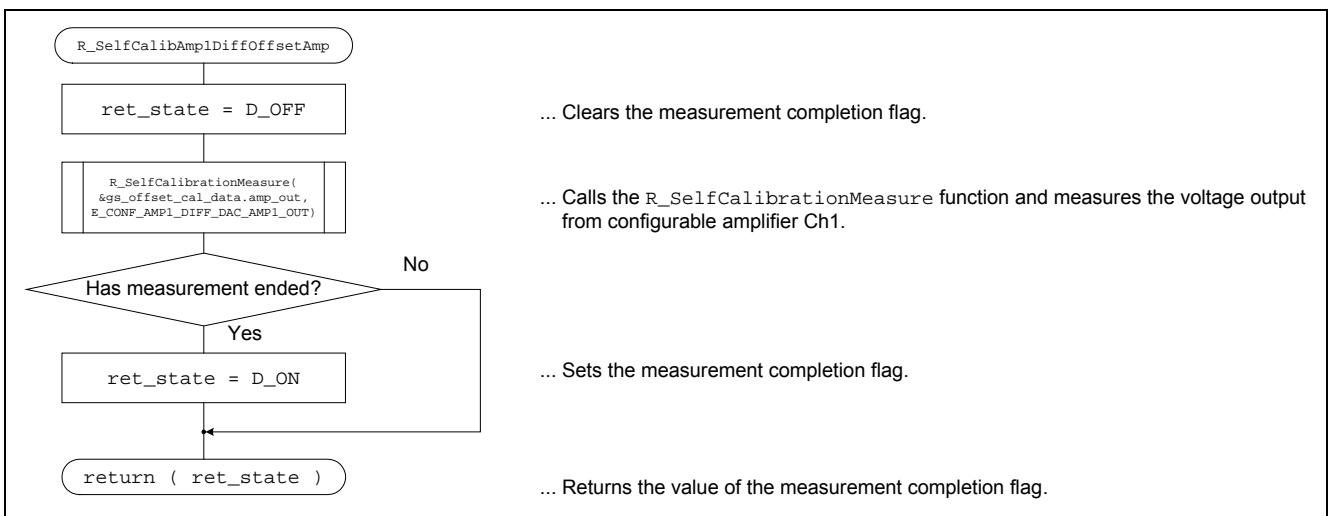 R_SelfCalibAmp1DiffOffsetAmp
ret_state = D_OFF
... Clears the measurement completion flag.
R_SelfCalibrationMeasure(
&gs_offset_cal_data.amp_out,
E_CONF_AMP1_DIFF_DAC_AMP1_OUT)
... Calls the R_SelfCalibrationMeasure function and measures the voltage output
from configurable amplifier Ch1.
No
Has measurement ended?
Yes
ret_state = D_ON
... Sets the measurement completion flag.
return ( ret_state )
... Returns the value of the measurement completion flag.